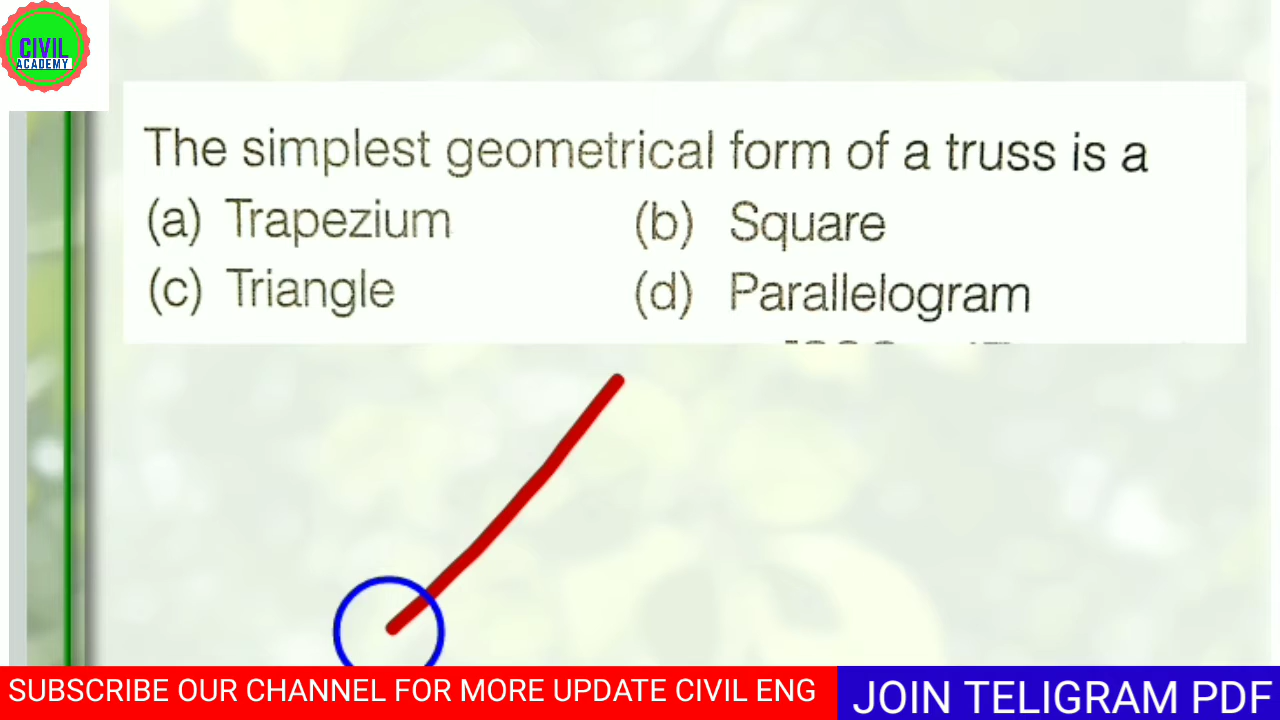 CIVIL
ACADEMY
The simplest geometrical form of a truss is a
(a) Trapezium (b) Square
(c) Triangle (d) Parallelogram
SUBSCRIBE OUR CHANNEL FOR MORE UPDATE CIVIL ENG
JOIN TELIGRAM PDF